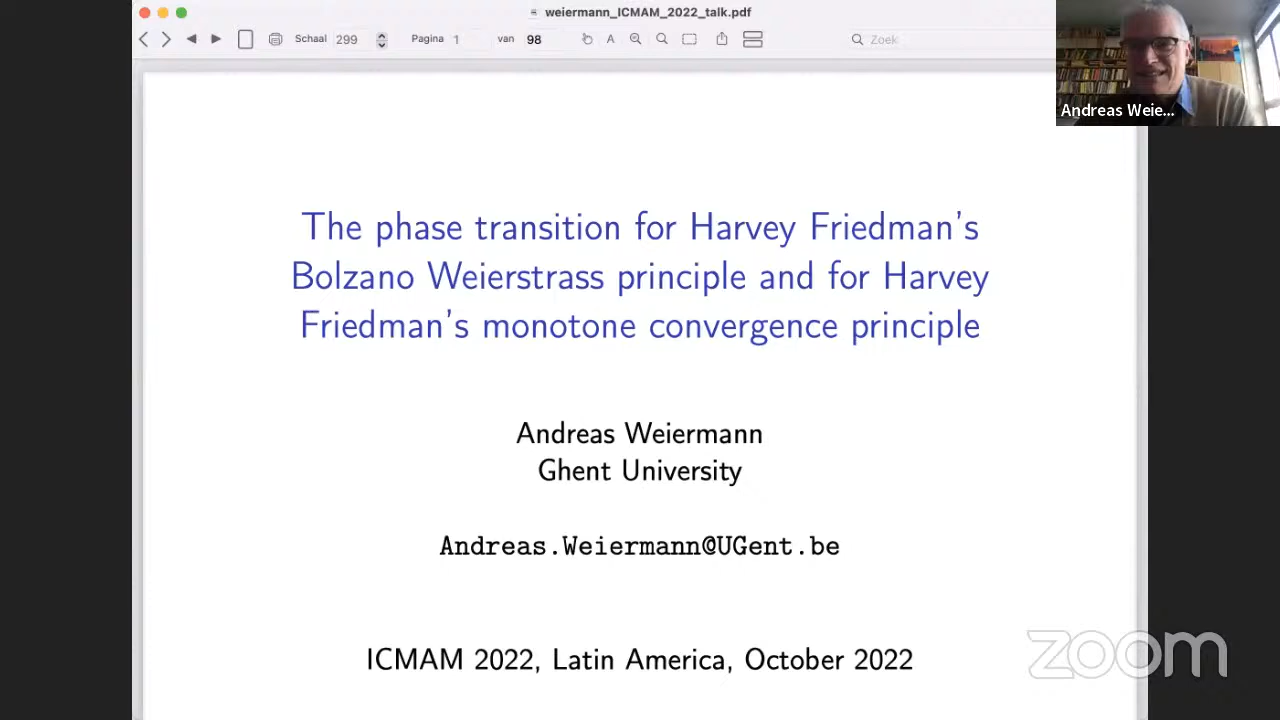 weiermann_ICMAM_2022_talk.pdf
Schaal 299 Pagina 1 van 98 A Zoek
Andreas Weie...
The phase transition for Harvey Friedman's
Bolzano Weierstrass principle and for Harvey
Friedman's monotone convergence principle
Andreas Weiermann
Ghent University
Andreas.Weiermann@UGent.be
ICMAM 2022, Latin America, October 2022
zoom